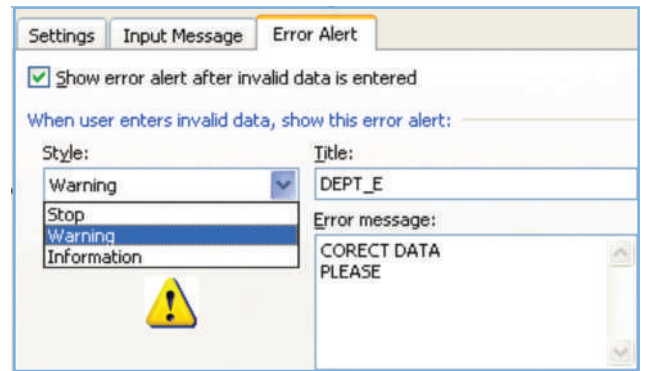 Settings Input Message Error Alert
Show error alert after invalid data is entered
When user enters invalid data, show this error alert:
Style: Title:
Warning DEPT_E
Stop
Warning
Information
Error message:
CORECT DATA
PLEASE